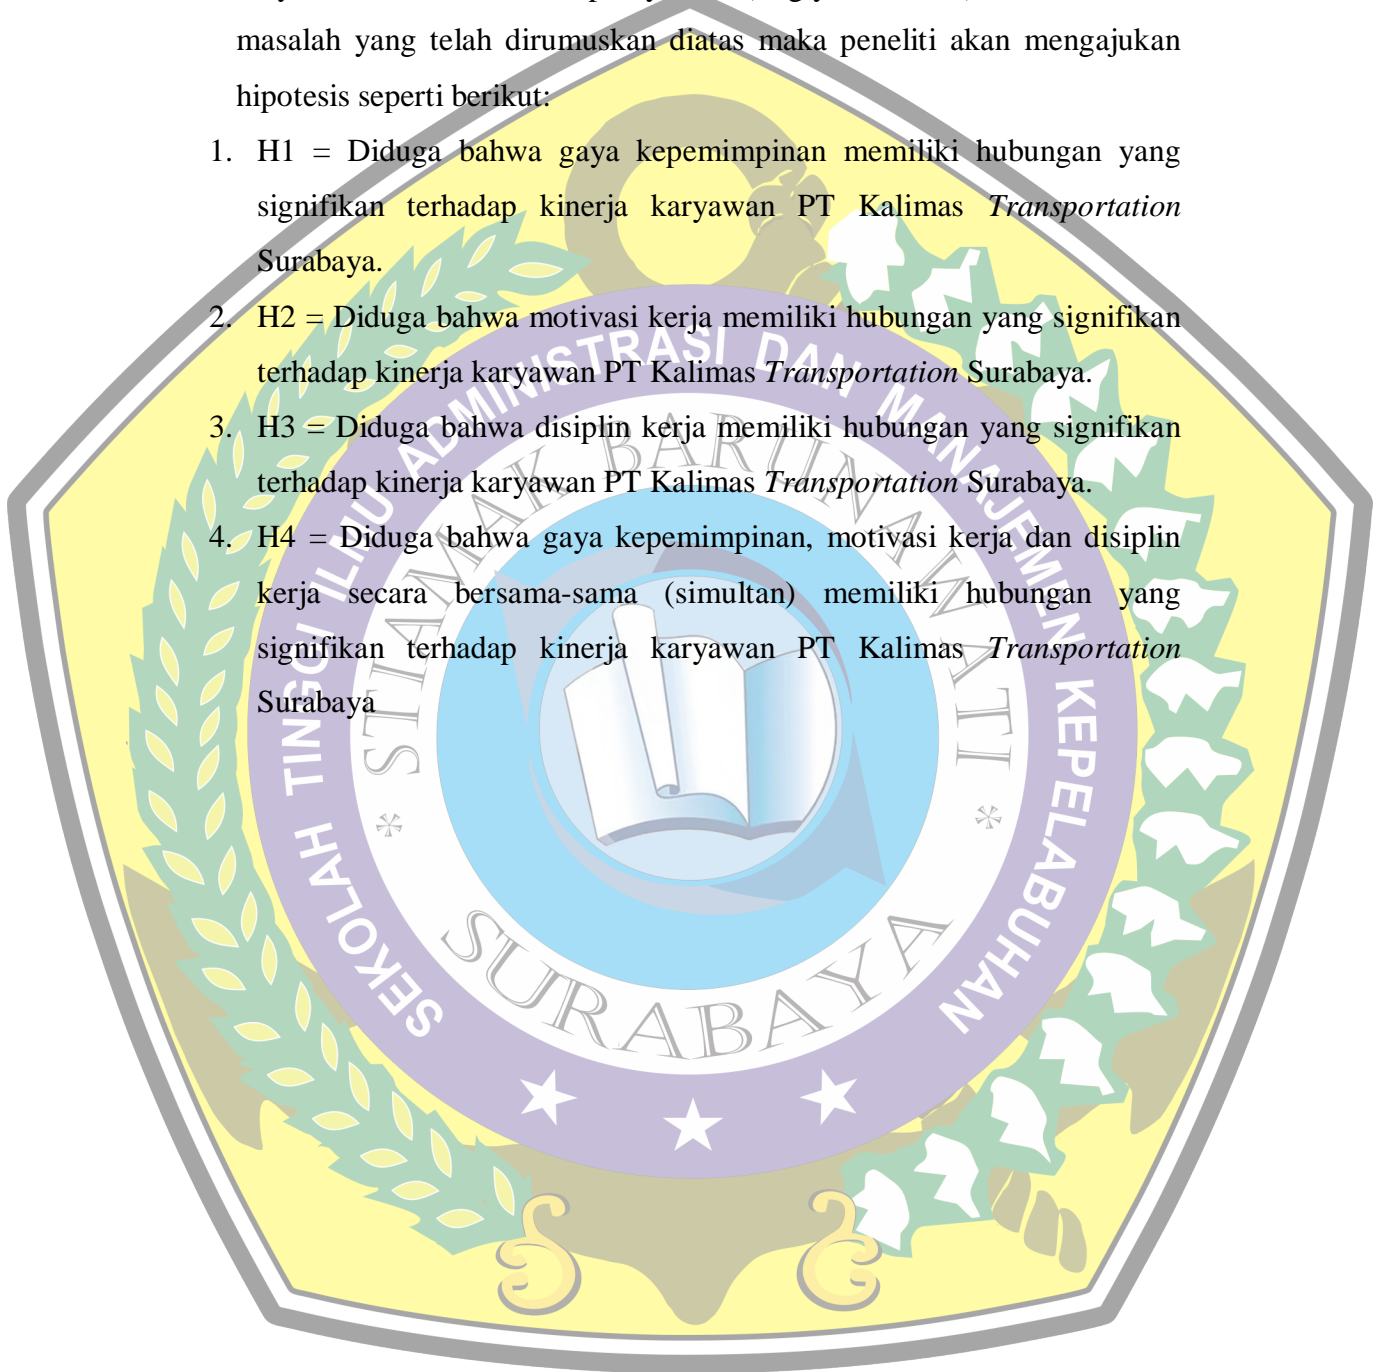 masalah yang telah dirumuskan diatas maka peneliti akan mengajukan
hipotesis seperti berikut:
1. H1 = Diduga bahwa gaya kepemimpinan memiliki hubungan yang
signifikan terhadap kinerja karyawan PT Kalimas Transportation
Surabaya.
2. H2 = Diduga bahwa motivasi kerja memiliki hubungan yang signifikan
terhadap kinerja karyawan PT Kalimas Transportation Surabaya.
3. H3 = Diduga bahwa disiplin kerja memiliki hubungan yang signifikan
terhadap kinerja karyawan PT Kalimas Transportation Surabaya.
4. H4 = Diduga bahwa gaya kepemimpinan, motivasi kerja dan disiplin
kerja secara bersama-sama (simultan) memiliki hubungan yang
signifikan terhadap kinerja karyawan PT Kalimas Transportation
Surabaya
SEKOLAH TINGGI ILMU ADMINISTRASI DAN MANAJEMEN KEPELABUHAN
STIAMAK BARUNAWATI
SURABAYA